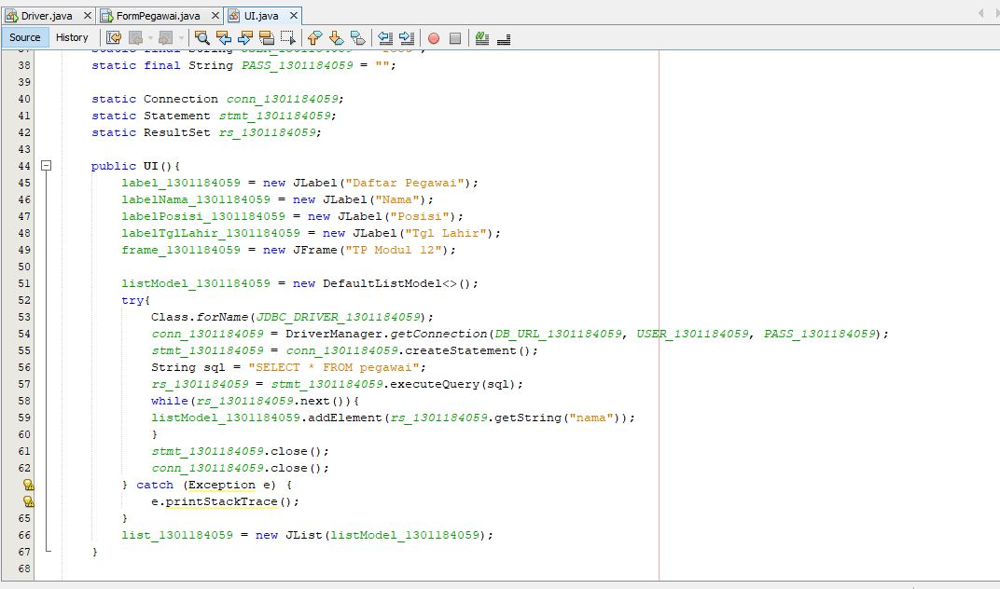 Driver.java FormPegawai.java UI.java
Source History
38 static final String PASS_1301184059 = "";
39
40 static Connection conn_1301184059;
41 static Statement stmt_1301184059;
42 static ResultSet rs_1301184059;
43
44 public UI(){
45 label_1301184059 = new JLabel("Daftar Pegawai");
46 labelNama_1301184059 = new JLabel("Nama");
47 labelPosisi_1301184059 = new JLabel("Posisi");
48 labelTglLahir_1301184059 = new JLabel("Tgl Lahir");
49 frame_1301184059 = new JFrame("TP Modul 12");
50
51 listModel_1301184059 = new DefaultListModel<>();
52 try{
53 Class.forName(JDBC_DRIVER_1301184059);
54 conn_1301184059 = DriverManager.getConnection(DB_URL_1301184059, USER_1301184059, PASS_1301184059);
55 stmt_1301184059 = conn_1301184059.createStatement();
56 String sql = "SELECT * FROM pegawai";
57 rs_1301184059 = stmt_1301184059.executeQuery(sql);
58 while(rs_1301184059.next()){
59 listModel_1301184059.addElement(rs_1301184059.getString("nama"));
60 }
61 stmt_1301184059.close();
62 conn_1301184059.close();
} catch (Exception e) {
e.printStackTrace();
65 }
66 list_1301184059 = new JList(listModel_1301184059);
67 }
68